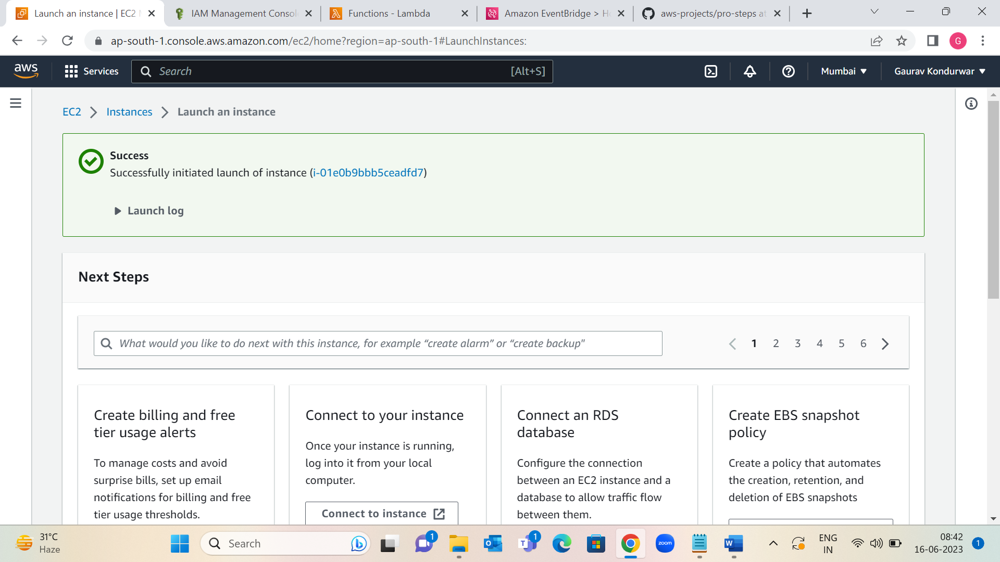 Launch an instance | EC2
IAM Management Consol
Functions - Lambda
Amazon EventBridge > H
aws-projects/pro-steps at
ap-south-1.console.aws.amazon.com/ec2/home?region=ap-south-1#LaunchInstances:
G
aws
Services
Search
[Alt+S]
Mumbai
Gaurav Kondurwar
EC2 > Instances > Launch an instance
Success
Successfully initiated launch of instance (i-01e0b9bbb5ceadfd7)
Launch log
Next Steps
What would you like to do next with this instance, for example “create alarm” or “create backup"
1 2 3 4 5 6
Create billing and free
tier usage alerts
To manage costs and avoid
surprise bills, set up email
notifications for billing and free
tier usage thresholds.
Connect to your instance
Once your instance is running,
log into it from your local
computer.
Connect to instance
Connect an RDS
database
Configure the connection
between an EC2 instance and a
database to allow traffic flow
between them.
Create EBS snapshot
policy
Create a policy that automates
the creation, retention, and
deletion of EBS snapshots
31°C
Haze
Search
1
1
zoom
ENG
IN
08:42
16-06-2023
1